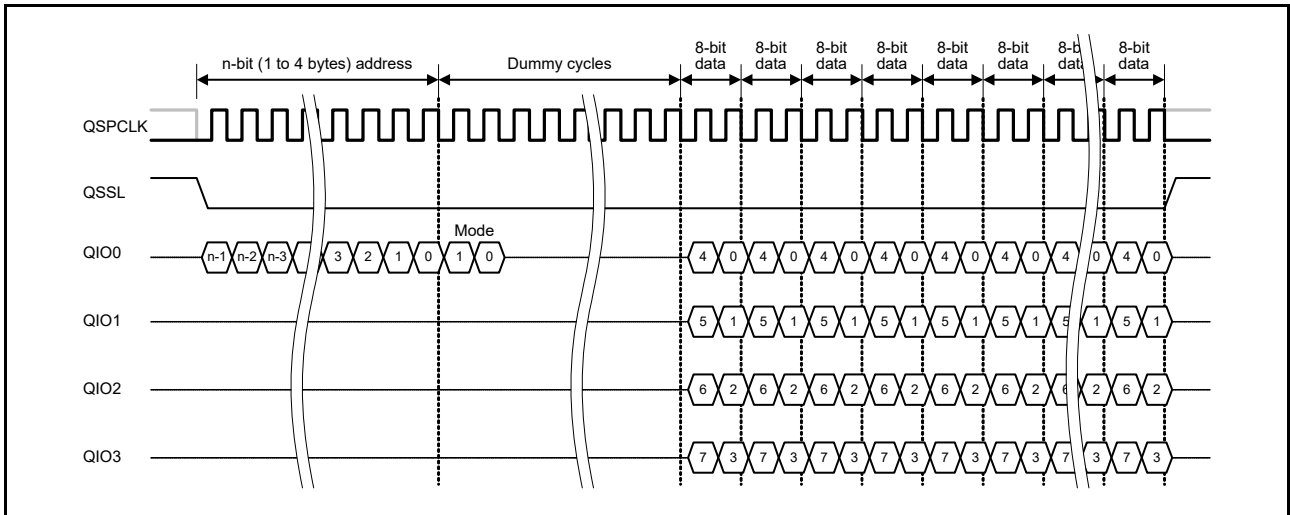 n-bit (1 to 4 bytes) address Dummy cycles 8-bit data 8-bit data 8-bit data 8-bit data 8-bit data 8-bit data 8-bit data 8-bit data
QSPCLK
QSSL
Mode
QIO0 n-1 n-2 n-3 3 2 1 0 1 0 4 0 4 0 4 0 4 0 4 0 4 0 4 0 4 0
QIO1 5 1 5 1 5 1 5 1 5 1 5 1 5 1 5 1
QIO2 6 2 6 2 6 2 6 2 6 2 6 2 6 2 6 2
QIO3 7 3 7 3 7 3 7 3 7 3 7 3 7 3 7 3